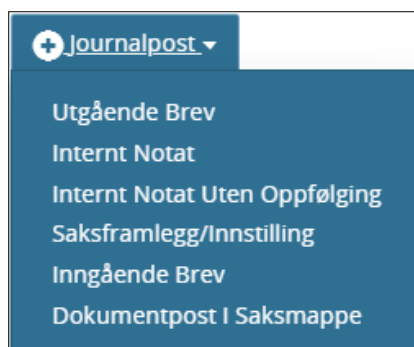 Journalpost
Utgående Brev
Internt Notat
Internt Notat Uten Oppfølging
Saksframlegg/Innstilling
Inngående Brev
Dokumentpost I Saksmappe